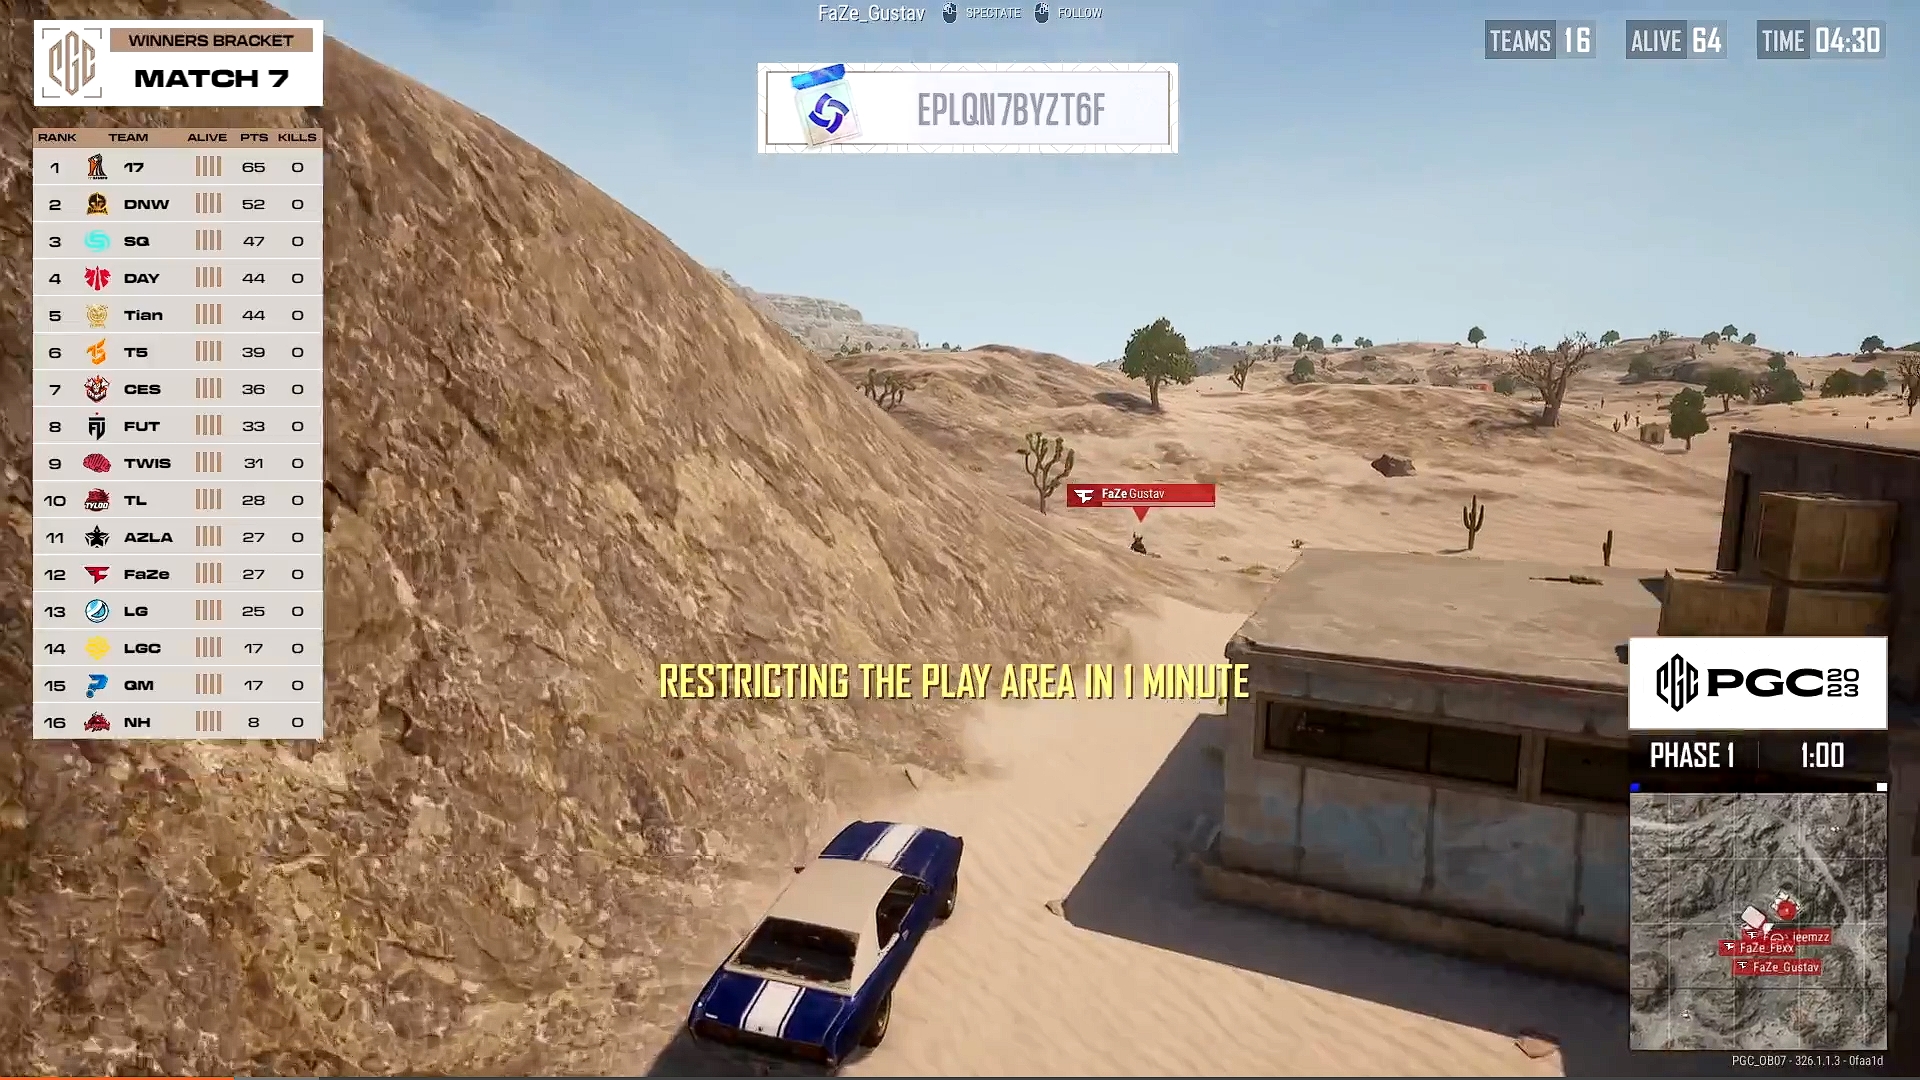 FaZe_Gustav SPECTATE FOLLOW
WINNERS BRACKET
MATCH 7
TEAMS 16 ALIVE 64 TIME 04:30
EPLQN7BYZT6F
RANK TEAM ALIVE PTS KILLS
1 17 65 0
2 DNW 52 0
3 SQ 47 0
4 DAY 44 0
5 Tian 44 0
6 T5 39 0
7 CES 36 0
8 FUT 33 0
9 TWIS 31 0
10 TL 28 0
11 AZLA 27 0
12 FaZe 27 0
13 LG 25 0
14 LGC 17 0
15 QM 17 0
16 NH 8 0
FaZe Gustav
RESTRICTING THE PLAY AREA IN 1 MINUTE
PGC 2023
PHASE 1 1:00
FaZe_Fexx
FaZe_Gustav
PGC_OB07 - 326.1.1.3 - 0faa1d